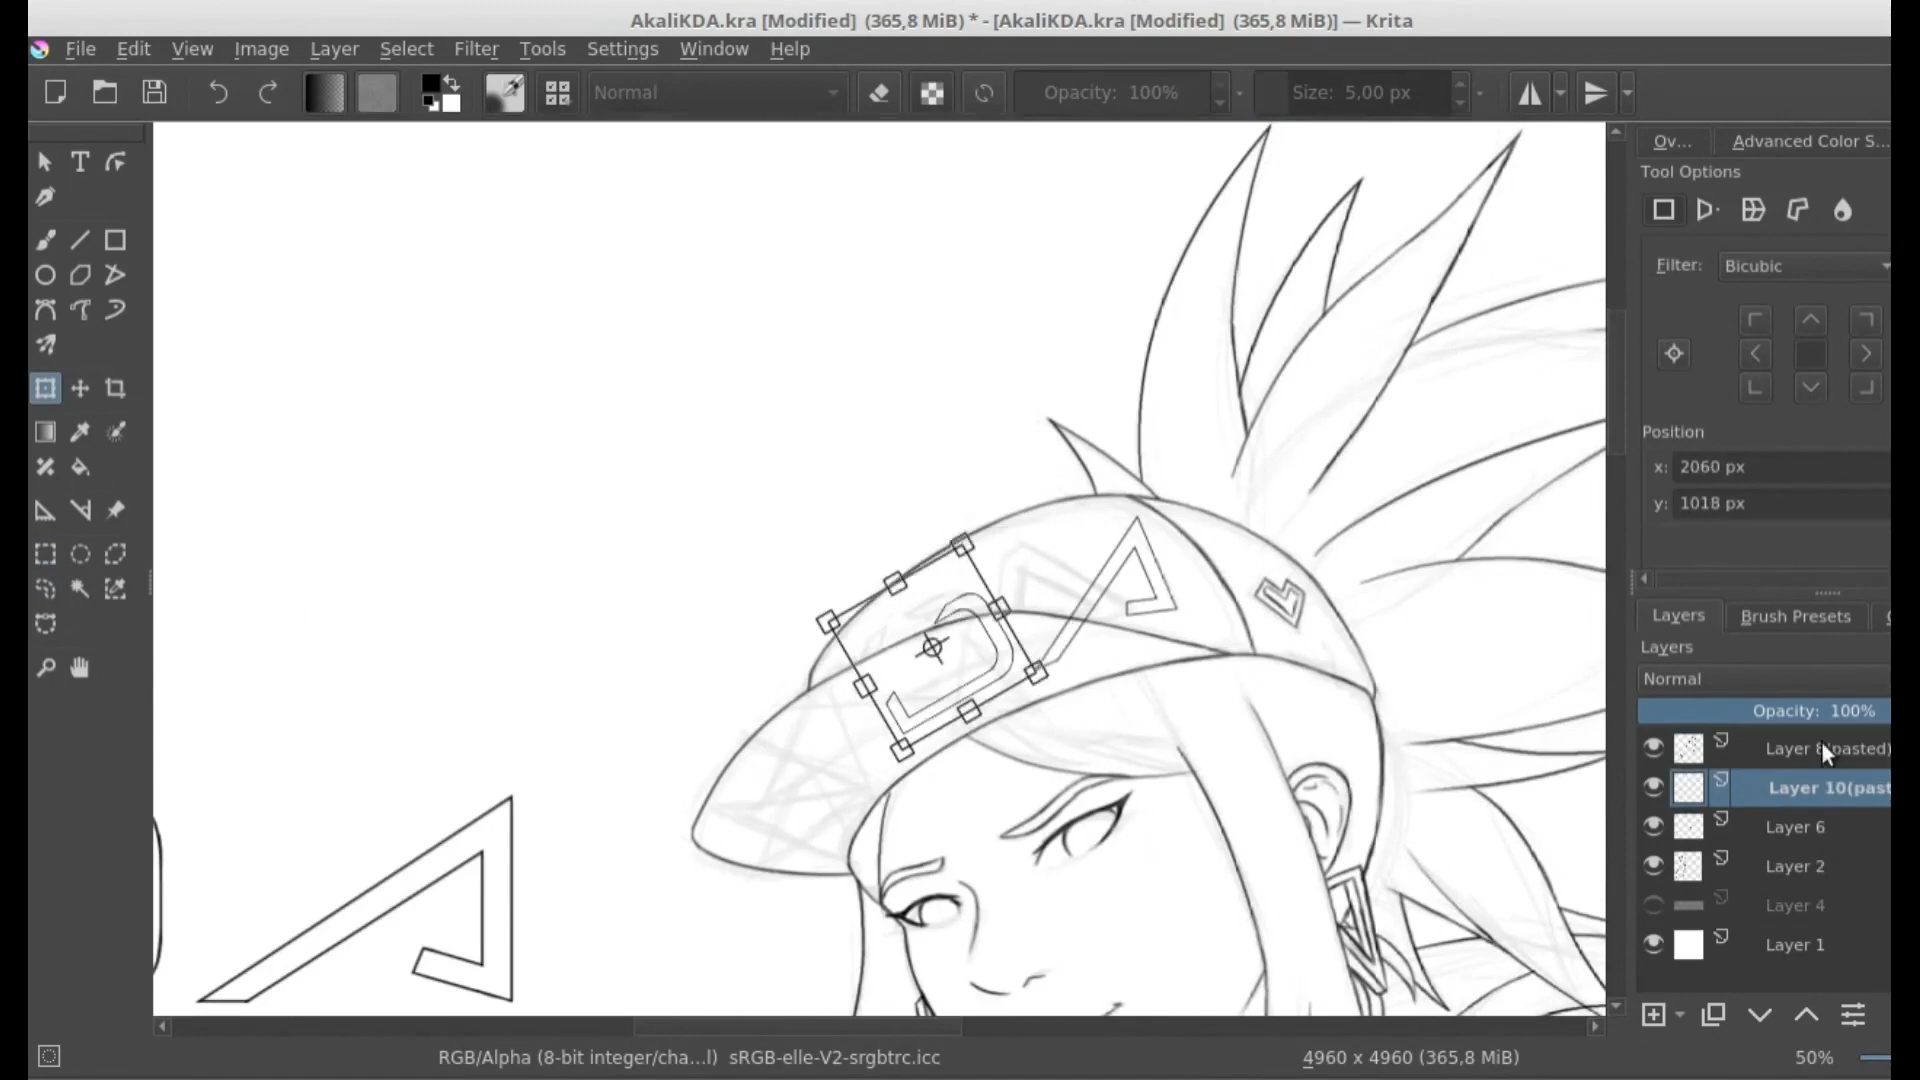 AkaliKDA.kra [Modified]  (365,8 MiB) * - [AkaliKDA.kra [Modified]  (365,8 MiB)] — Krita
File Edit View Image Layer Select Filter Tools Settings Window Help
Normal Opacity: 100% Size: 5,00 px
Ov... Advanced Color S...
Tool Options
Filter: Bicubic
Position
x: 2060 px
y: 1018 px
Layers Brush Presets
Layers
Normal
Opacity: 100%
Layer 8(pasted)
Layer 10(past
Layer 6
Layer 2
Layer 4
Layer 1
RGB/Alpha (8-bit integer/cha...l) sRGB-elle-V2-srgbtrc.icc 4960 x 4960 (365,8 MiB) 50%